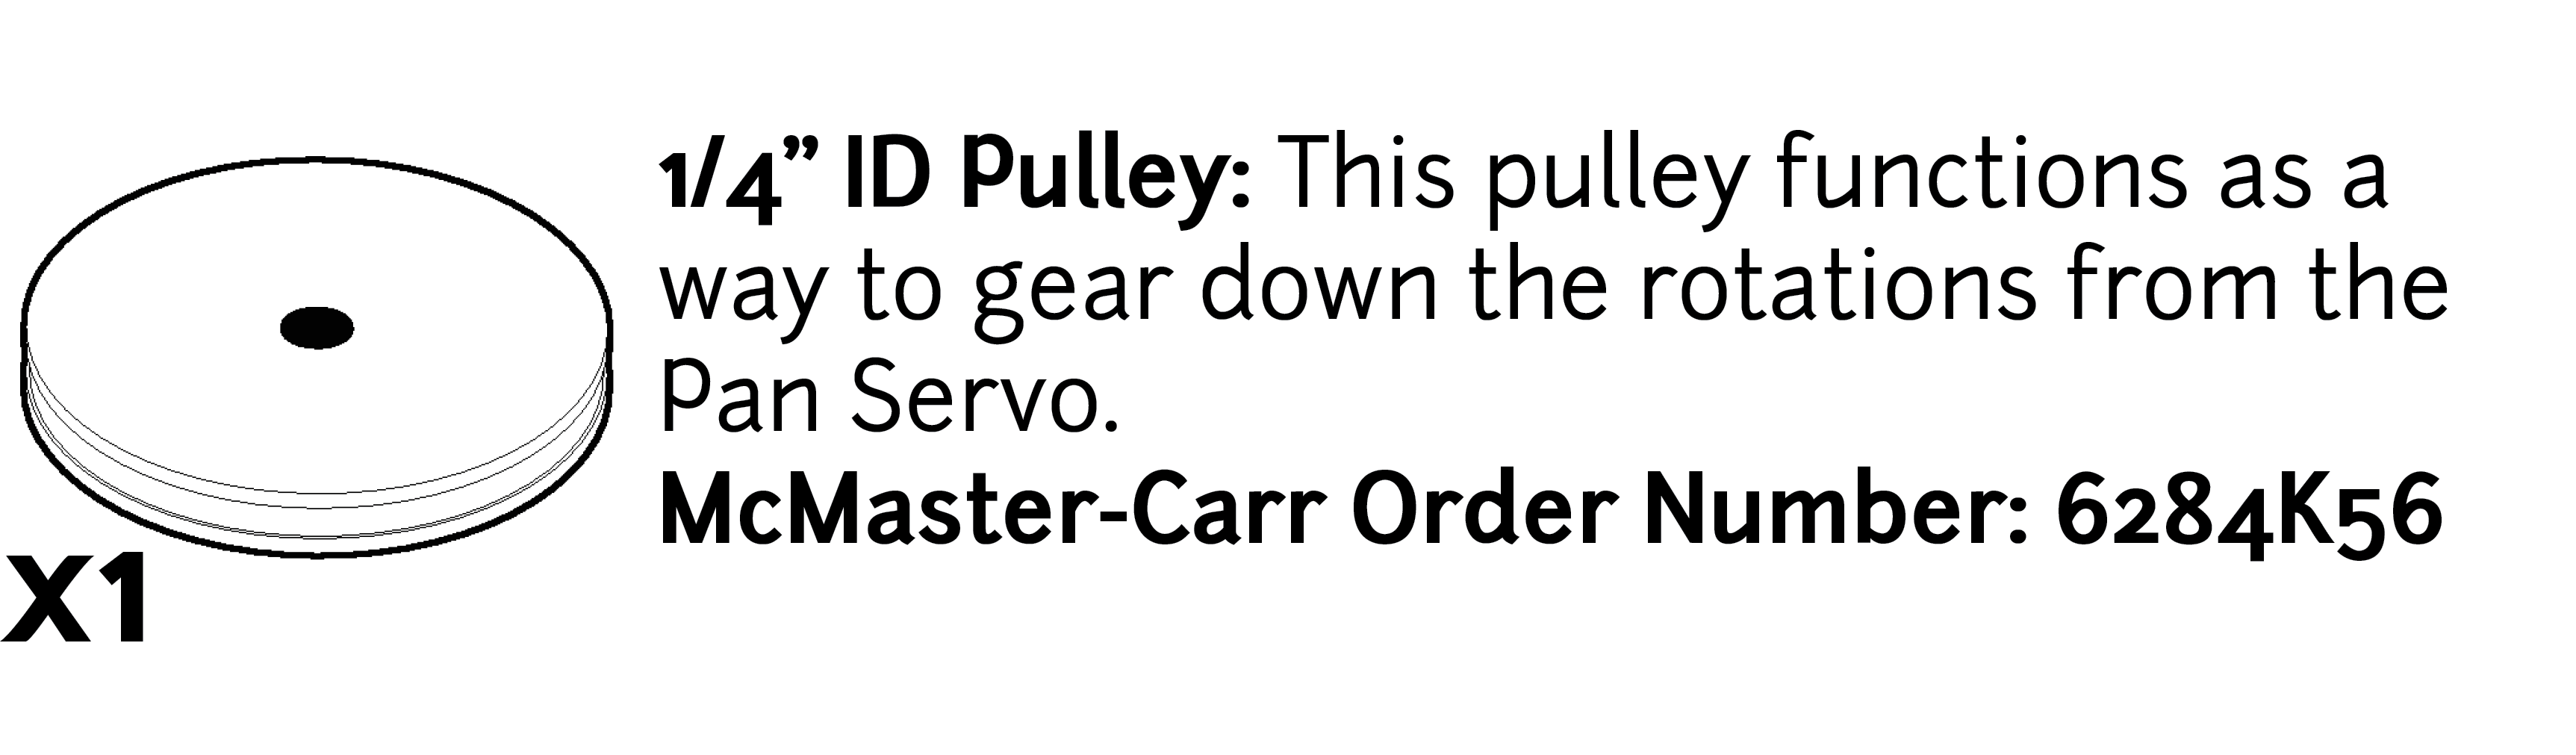 1/4” ID Pulley: This pulley functions as a
way to gear down the rotations from the
Pan Servo.
McMaster-Carr Order Number: 6284K56
X1